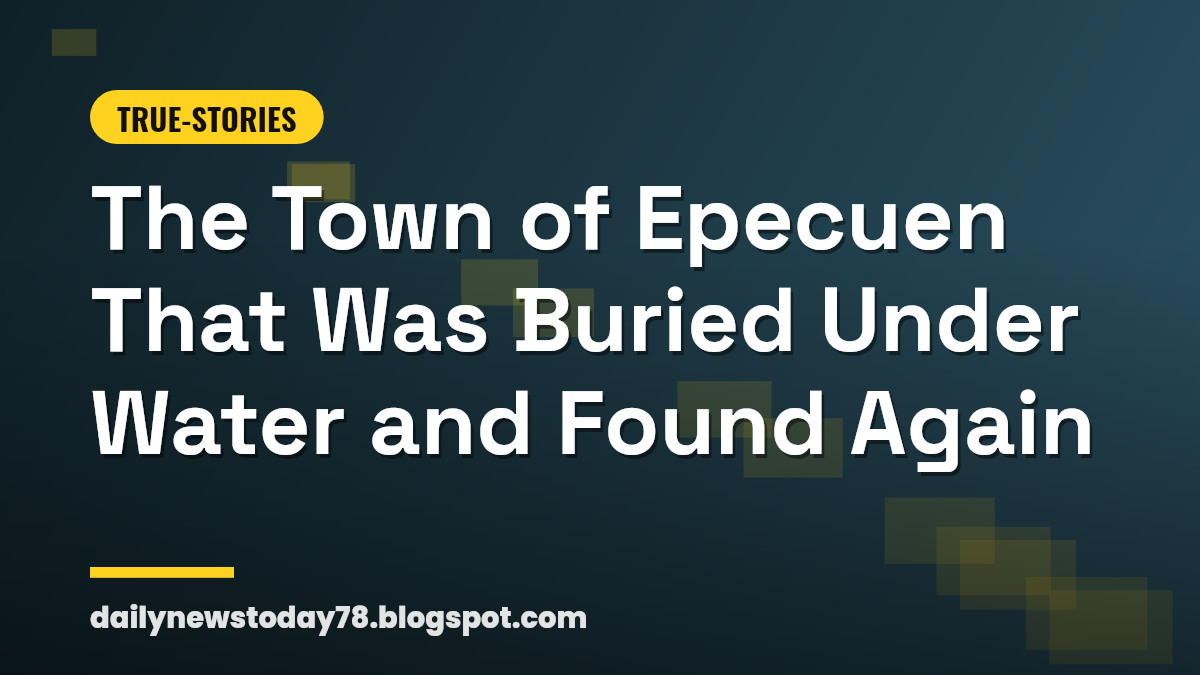 TRUE-STORIES
The Town of Epecuen
That Was Buried Under
Water and Found Again
dailynewstoday78.blogspot.com